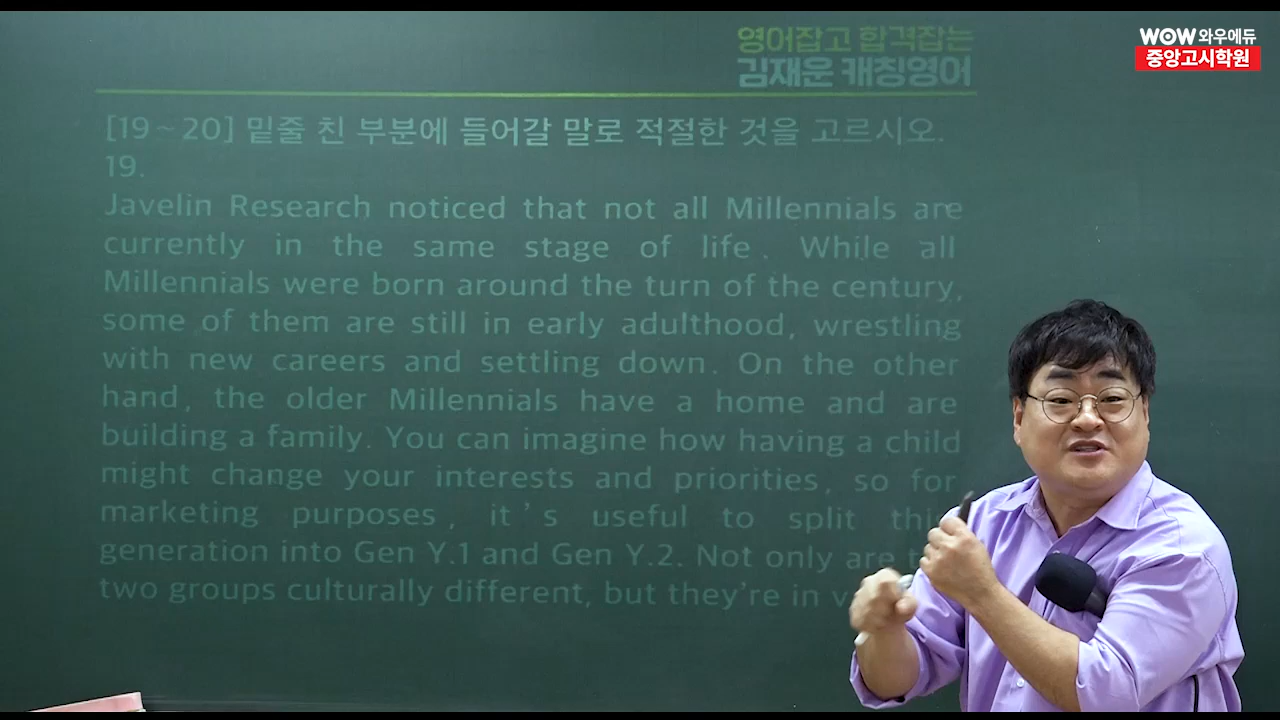 WOW 와우에듀
중앙고시학원
영어잡고 합격잡는
김재운 캐칭영어
[19~20] 밑줄 친 부분에 들어갈 말로 적절한 것을 고르시오.
19.
Javelin Research noticed that not all Millennials are
currently in the same stage of life. While all
Millennials were born around the turn of the century,
some of them are still in early adulthood, wrestling
with new careers and settling down. On the other
hand, the older Millennials have a home and are
building a family. You can imagine how having a child
might change your interests and priorities, so for
marketing purposes, it's useful to split
generation into Gen Y.1 and Gen Y.2. Not only are
two groups culturally different, but they're in